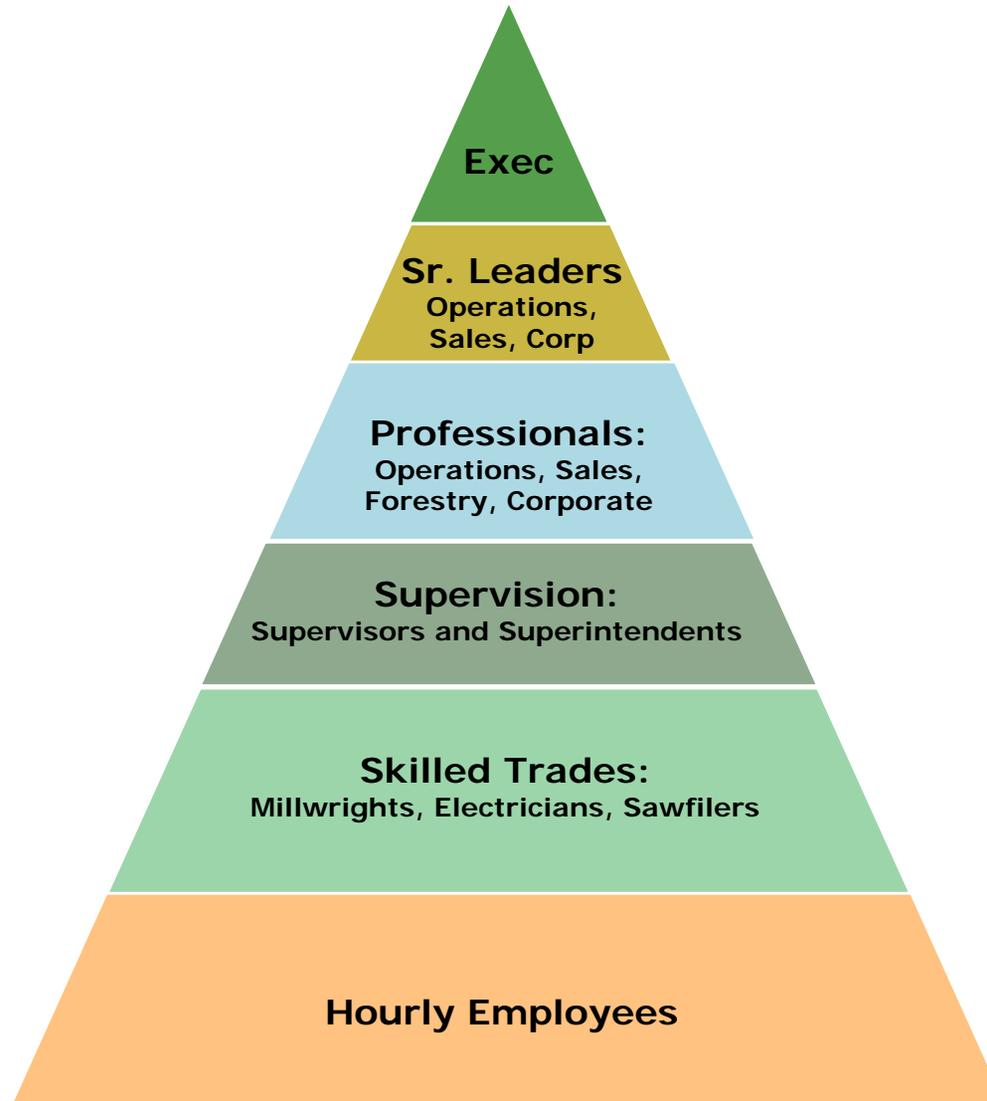 Exec
Sr. Leaders
Operations,
Sales, Corp
Professionals:
Operations, Sales,
Forestry, Corporate
Supervision:
Supervisors and Superintendents
Skilled Trades:
Millwrights, Electricians, Sawfilers
Hourly Employees